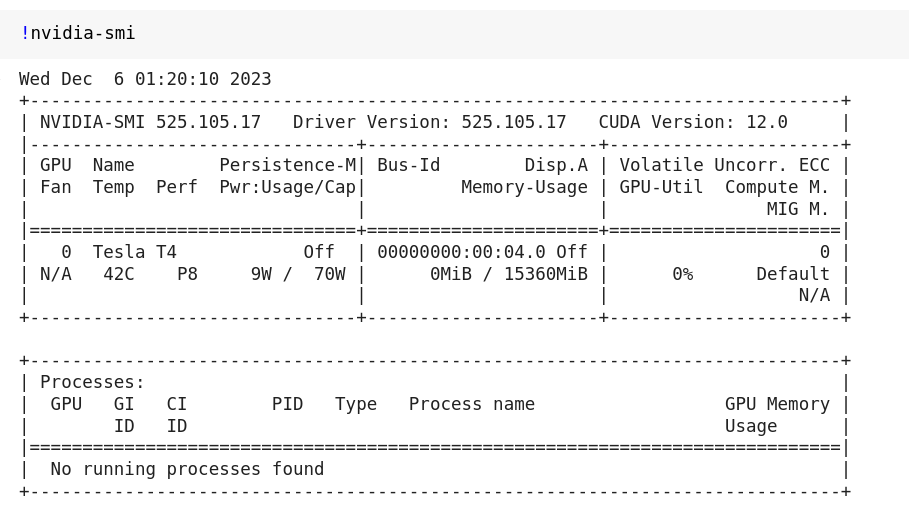 !nvidia-smi
Wed Dec  6 01:20:10 2023
+-----------------------------------------------------------------------------+
| NVIDIA-SMI 525.105.17   Driver Version: 525.105.17   CUDA Version: 12.0     |
|-------------------------------+----------------------+----------------------+
| GPU  Name        Persistence-M| Bus-Id        Disp.A | Volatile Uncorr. ECC |
| Fan  Temp  Perf  Pwr:Usage/Cap|         Memory-Usage | GPU-Util  Compute M. |
|                               |                      |               MIG M. |
|===============================+======================+======================|
|   0  Tesla T4            Off  | 00000000:00:04.0 Off |                    0 |
| N/A   42C    P8     9W /  70W |      0MiB / 15360MiB |      0%      Default |
|                               |                      |                  N/A |
+-------------------------------+----------------------+----------------------+

+-----------------------------------------------------------------------------+
| Processes:                                                                  |
|  GPU   GI   CI        PID   Type   Process name                  GPU Memory |
|        ID   ID                                                   Usage      |
|=============================================================================|
|  No running processes found                                                 |
+-----------------------------------------------------------------------------+